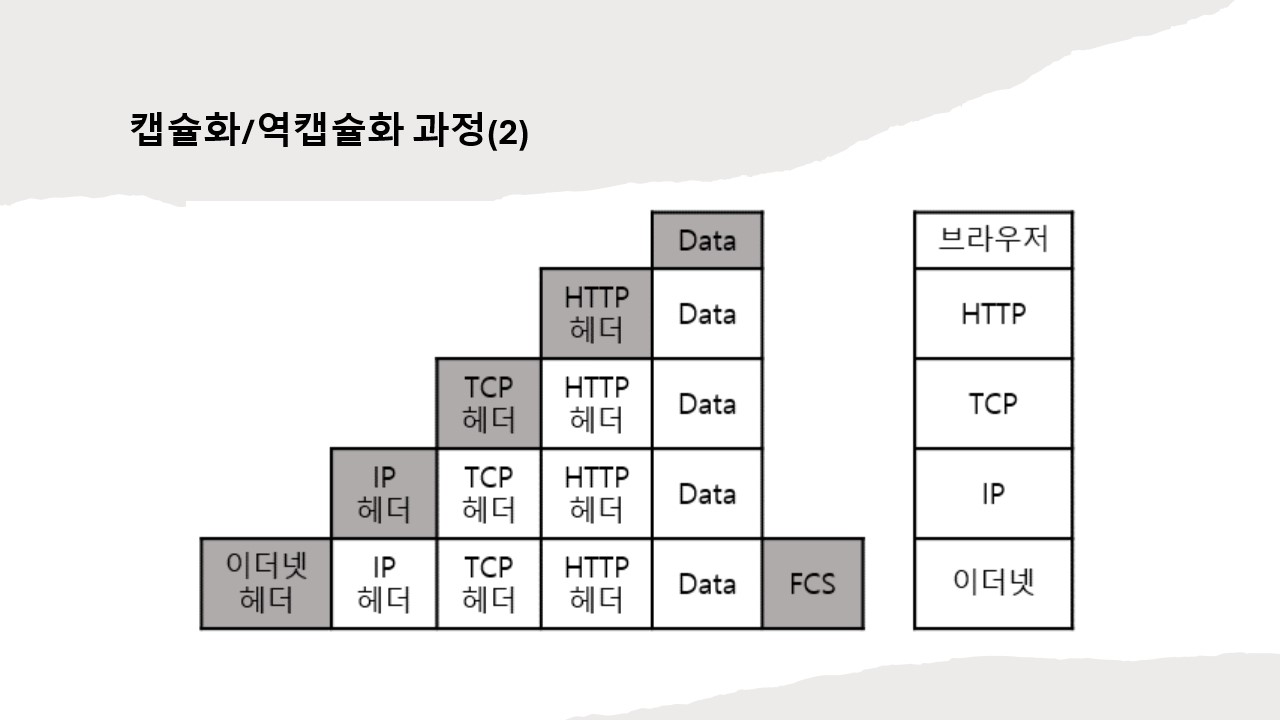 캡슐화/역캡슐화 과정(2)
Data
브라우저
HTTP
헤더
Data
HTTP
TCP
헤더
HTTP
헤더
Data
TCP
IP
헤더
TCP
헤더
HTTP
헤더
Data
IP
이더넷
헤더
IP
헤더
TCP
헤더
HTTP
헤더
Data
FCS
이더넷